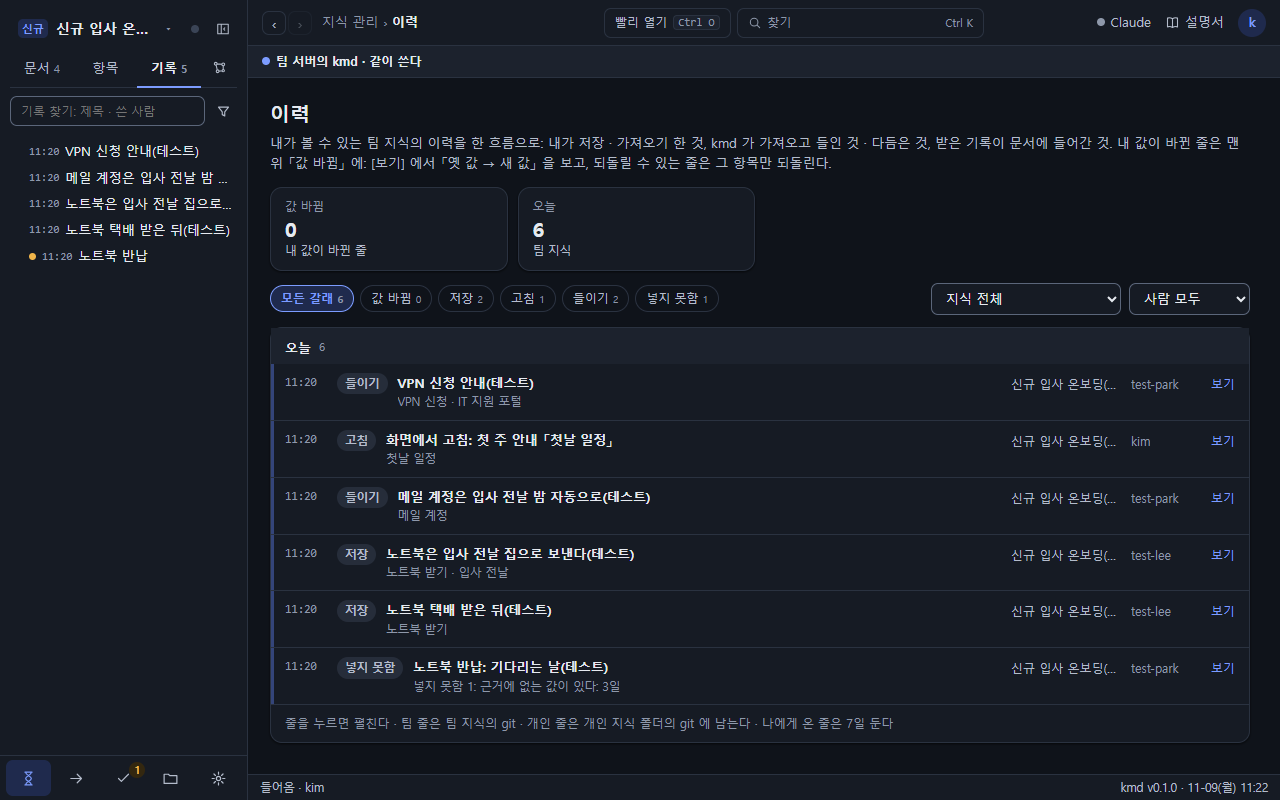 신규 신규 입사 온...
문서 4 항목 기록 5
기록 찾기: 제목 · 쓴 사람
11:20 VPN 신청 안내(테스트)
11:20 메일 계정은 입사 전날 밤 ...
11:20 노트북은 입사 전날 집으로...
11:20 노트북 택배 받은 뒤(테스트)
11:20 노트북 반납
1
지식 관리 › 이력
빨리 열기 Ctrl O
찾기 Ctrl K
Claude
설명서
k
팀 서버의 kmd · 같이 쓴다
이력
내가 볼 수 있는 팀 지식의 이력을 한 흐름으로: 내가 저장 · 가져오기 한 것, kmd 가 가져오고 들인 것 · 다듬은 것, 받은 기록이 문서에 들어간 것. 내 값이 바뀐 줄은 맨
위 「값 바뀜」 에: [보기] 에서 「옛 값 → 새 값」 을 보고, 되돌릴 수 있는 줄은 그 항목만 되돌린다.
값 바뀜
0
내 값이 바뀐 줄
오늘
6
팀 지식
모든 갈래 6 값 바뀜 0 저장 2 고침 1 들이기 2 넣지 못함 1
지식 전체 사람 모두
오늘 6
11:20 들이기 VPN 신청 안내(테스트) 신규 입사 온보딩(... test-park 보기
VPN 신청 · IT 지원 포털
11:20 고침 화면에서 고침: 첫 주 안내 「첫날 일정」 신규 입사 온보딩(... kim 보기
첫날 일정
11:20 들이기 메일 계정은 입사 전날 밤 자동으로(테스트) 신규 입사 온보딩(... test-park 보기
메일 계정
11:20 저장 노트북은 입사 전날 집으로 보낸다(테스트) 신규 입사 온보딩(... test-lee 보기
노트북 받기 · 입사 전날
11:20 저장 노트북 택배 받은 뒤(테스트) 신규 입사 온보딩(... test-lee 보기
노트북 받기
11:20 넣지 못함 노트북 반납: 기다리는 날(테스트) 신규 입사 온보딩(... test-park 보기
넣지 못함 1: 근거에 없는 값이 있다: 3일
줄을 누르면 펼친다 · 팀 줄은 팀 지식의 git · 개인 줄은 개인 지식 폴더의 git 에 남는다 · 나에게 온 줄은 7일 둔다
들어옴 · kim
kmd v0.1.0 · 11-09(월) 11:22